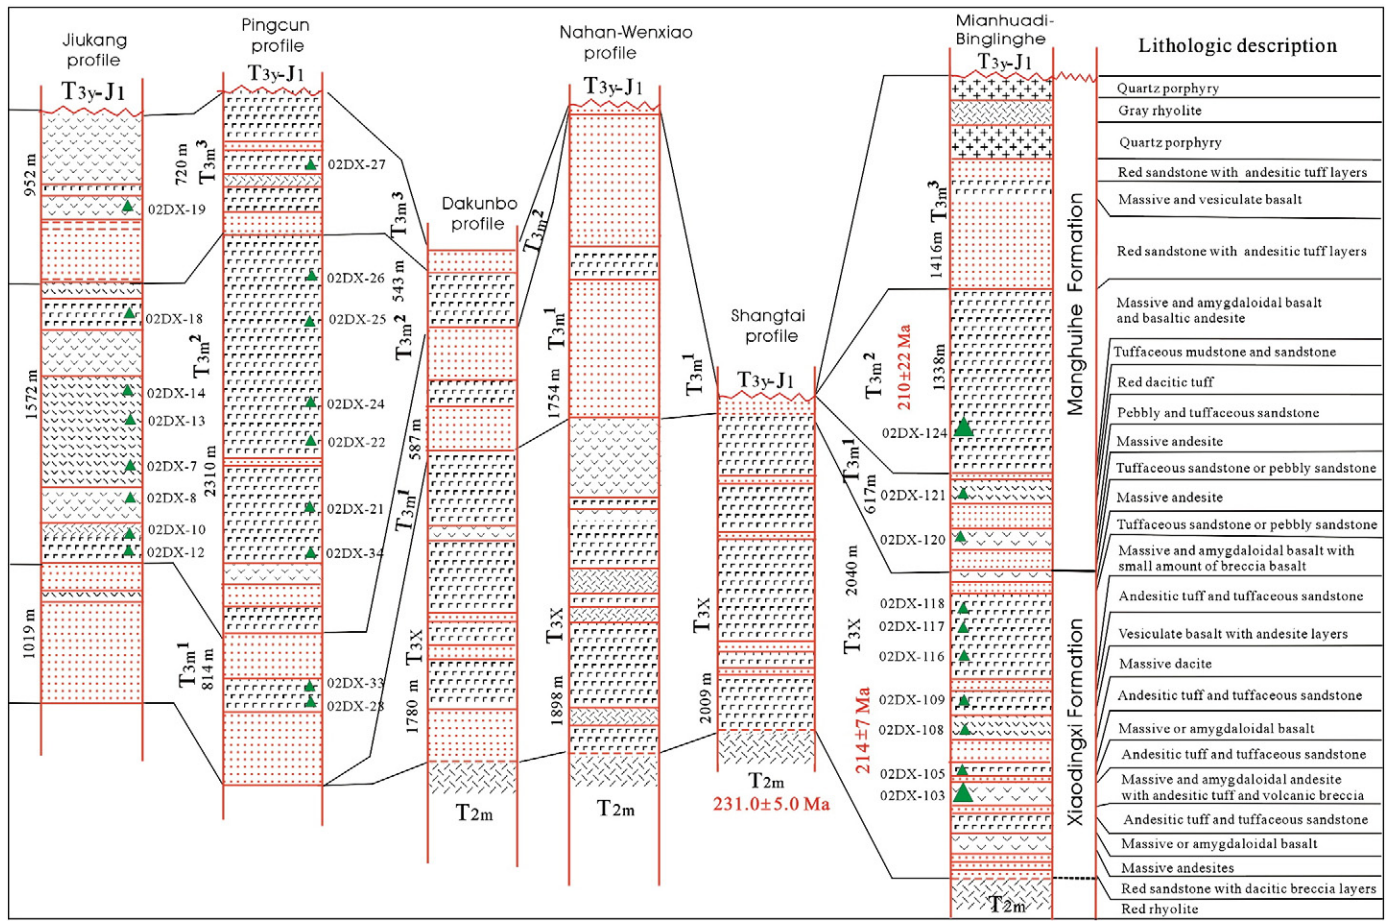 Jiukang
profile
T3y-J1
952 m
1572 m
1019 m
02DX-19
02DX-18
02DX-14
02DX-13
02DX-7
02DX-8
02DX-10
02DX-12
Pingcun
profile
T3y-J1
720 m
T3m3
T3m2
2310 m
T3m1
814 m
02DX-27
02DX-26
02DX-25
02DX-24
02DX-22
02DX-21
02DX-34
02DX-33
02DX-28
T3m3
543 m
T3m2
587 m
T3m1
Dakunbo
profile
T3X
1780 m
T2m
Nahan-Wenxiao
profile
T3y-J1
T3m2
T3m1
1754 m
T3X
1898 m
T2m
Shangtai
profile
T3y-J1
T3m1
T3X
2009 m
T2m
231.0±5.0 Ma
Mianhuadi-
Binglinghe
T3y-J1
T3m3
1416m
T3m2
210±22 Ma
1338m
T3m1
617m
2040 m
T3X
214±7 Ma
02DX-124
02DX-121
02DX-120
02DX-118
02DX-117
02DX-116
02DX-109
02DX-108
02DX-105
02DX-103
T2m
Manghuihe Formation
Xiaodingxi Formation
Lithologic description
Quartz porphyry
Gray rhyolite
Quartz porphyry
Red sandstone with andesitic tuff layers
Massive and vesiculate basalt
Red sandstone with andesitic tuff layers
Massive and amygdaloidal basalt
and basaltic andesite
Tuffaceous mudstone and sandstone
Red dacitic tuff
Pebbly and tuffaceous sandstone
Massive andesite
Tuffaceous sandstone or pebbly sandstone
Massive andesite
Tuffaceous sandstone or pebbly sandstone
Massive and amygdaloidal basalt with
small amount of breccia basalt
Andesitic tuff and tuffaceous sandstone
Vesiculate basalt with andesite layers
Massive dacite
Andesitic tuff and tuffaceous sandstone
Massive or amygdaloidal basalt
Andesitic tuff and tuffaceous sandstone
Massive and amygdaloidal andesite
with andesitic tuff and volcanic breccia
Andesitic tuff and tuffaceous sandstone
Massive or amygdaloidal basalt
Massive andesites
Red sandstone with dacitic breccia layers
Red rhyolite